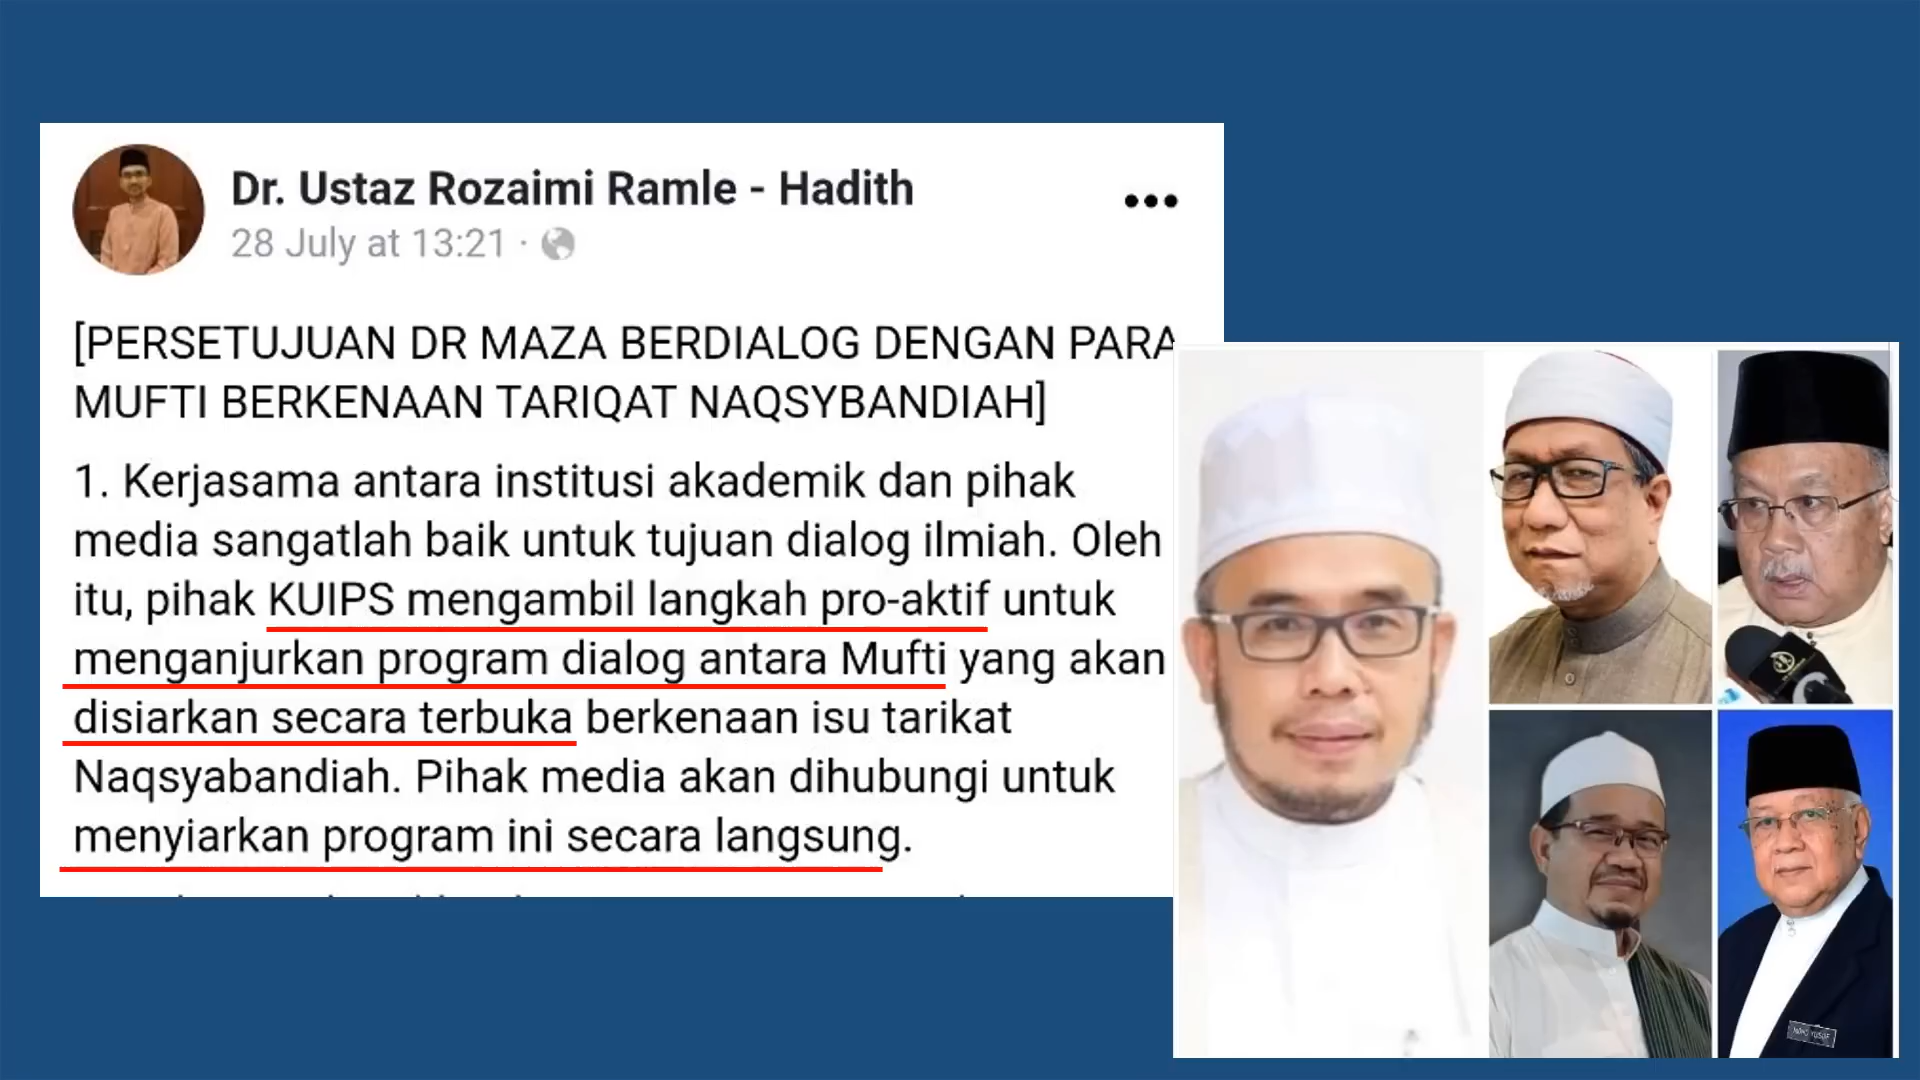 Dr. Ustaz Rozaimi Ramle - Hadith
28 July at 13:21 ·
[PERSETUJUAN DR MAZA BERDIALOG DENGAN PARA
MUFTI BERKENAAN TARIQAT NAQSYBANDIAH]
1. Kerjasama antara institusi akademik dan pihak
media sangatlah baik untuk tujuan dialog ilmiah. Oleh
itu, pihak KUIPS mengambil langkah pro-aktif untuk
menganjurkan program dialog antara Mufti yang akan
disiarkan secara terbuka berkenaan isu tarikat
Naqsyabandiah. Pihak media akan dihubungi untuk
menyiarkan program ini secara langsung.